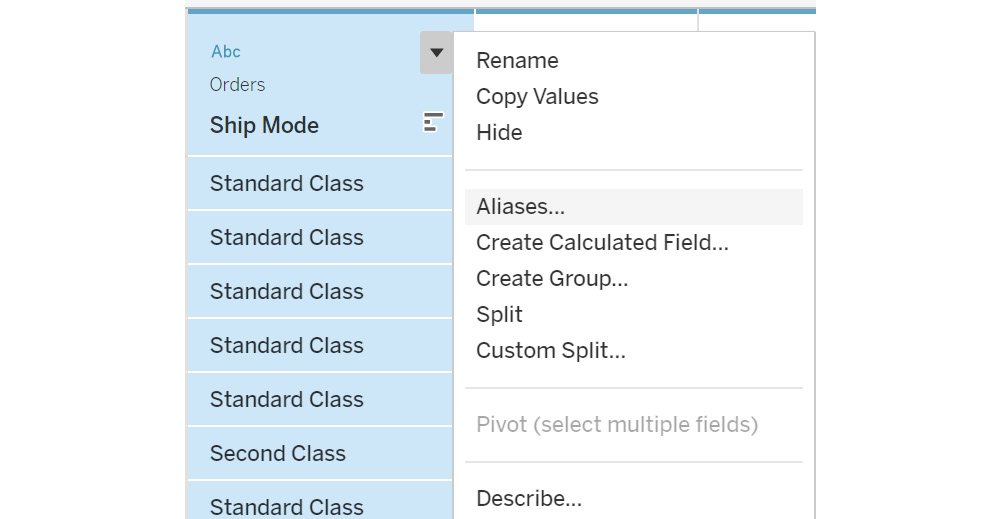 Abc
Orders
Ship Mode
Standard Class
Standard Class
Standard Class
Standard Class
Standard Class
Second Class
Standard Class
Rename
Copy Values
Hide
Aliases...
Create Calculated Field...
Create Group...
Split
Custom Split...
Pivot (select multiple fields)
Describe...